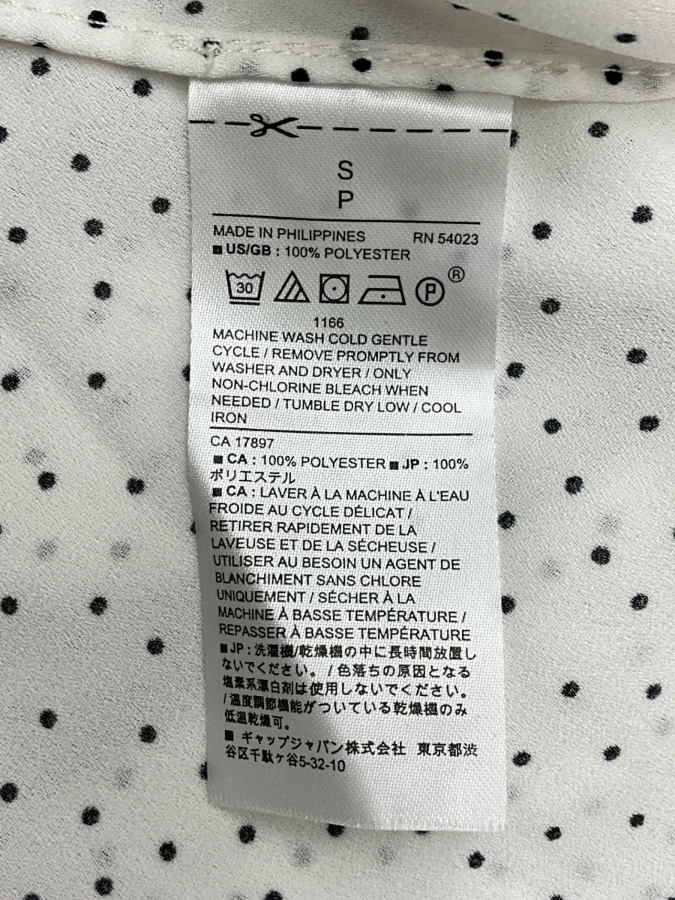 S
P
MADE IN PHILIPPINES RN 54023
■ US/GB : 100% POLYESTER
30 P ®
1166
MACHINE WASH COLD GENTLE
CYCLE / REMOVE PROMPTLY FROM
WASHER AND DRYER / ONLY
NON-CHLORINE BLEACH WHEN
NEEDED / TUMBLE DRY LOW / COOL
IRON
CA 17897
■ CA : 100% POLYESTER ■ JP : 100%
ポリエステル
■ CA : LAVER À LA MACHINE À L'EAU
FROIDE AU CYCLE DÉLICAT /
RETIRER RAPIDEMENT DE LA
LAVEUSE ET DE LA SÉCHEUSE /
UTILISER AU BESOIN UN AGENT DE
BLANCHIMENT SANS CHLORE
UNIQUEMENT / SÉCHER À LA
MACHINE À BASSE TEMPÉRATURE /
REPASSER À BASSE TEMPÉRATURE
■ JP : 洗濯機/乾燥機の中に長時間放置し
ないでください。 / 色落ちの原因となる
塩素系漂白剤は使用しないでください。
/ 温度調節機能がついている乾燥機のみ
低温乾燥可。
■ ギャップジャパン株式会社 東京都渋
谷区千駄ヶ谷5-32-10